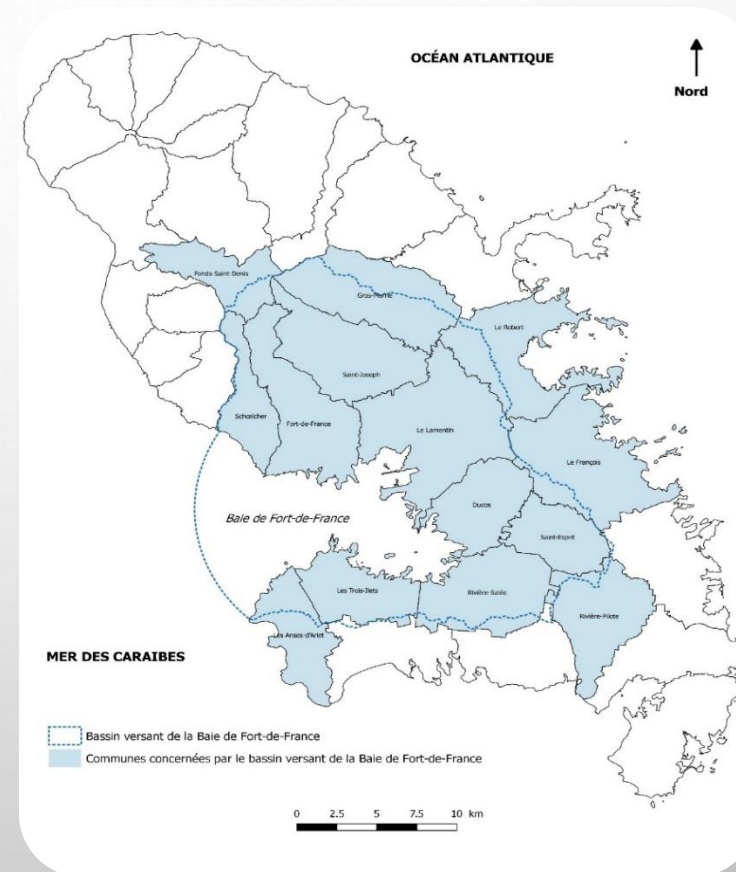 OCÉAN ATLANTIQUE
Nord
Fonds-Saint-Denis
Gros-Morne
Le Robert
Saint-Joseph
Schœlcher
Fort-de-France
Le Lamentin
Le François
Ducos
Baie de Fort-de-France
Saint-Esprit
Les Trois-Ilets
Rivière-Salée
Rivière-Pilote
Les Anses-d'Arlet
MER DES CARAIBES
Bassin versant de la Baie de Fort-de-France
Communes concernées par le bassin versant de la Baie de Fort-de-France
0 2.5 5 7.5 10 km